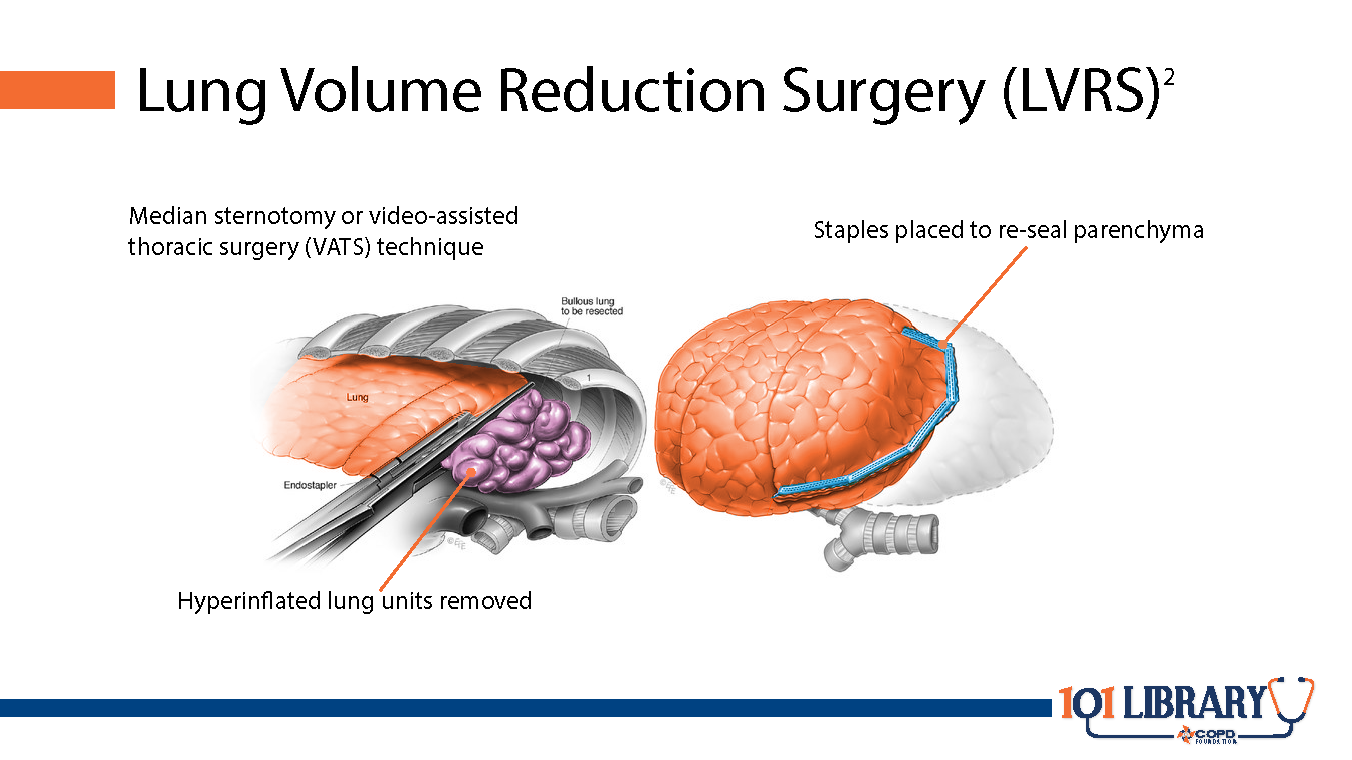 Lung Volume Reduction Surgery (LVRS)2
Median sternotomy or video-assisted
thoracic surgery (VATS) technique
Staples placed to re-seal parenchyma
Bullous lung
to be resected
1
Lung
Endostapler
©
©
Hyperinflated lung units removed
101 LIBRARY
COPD
FOUNDATION